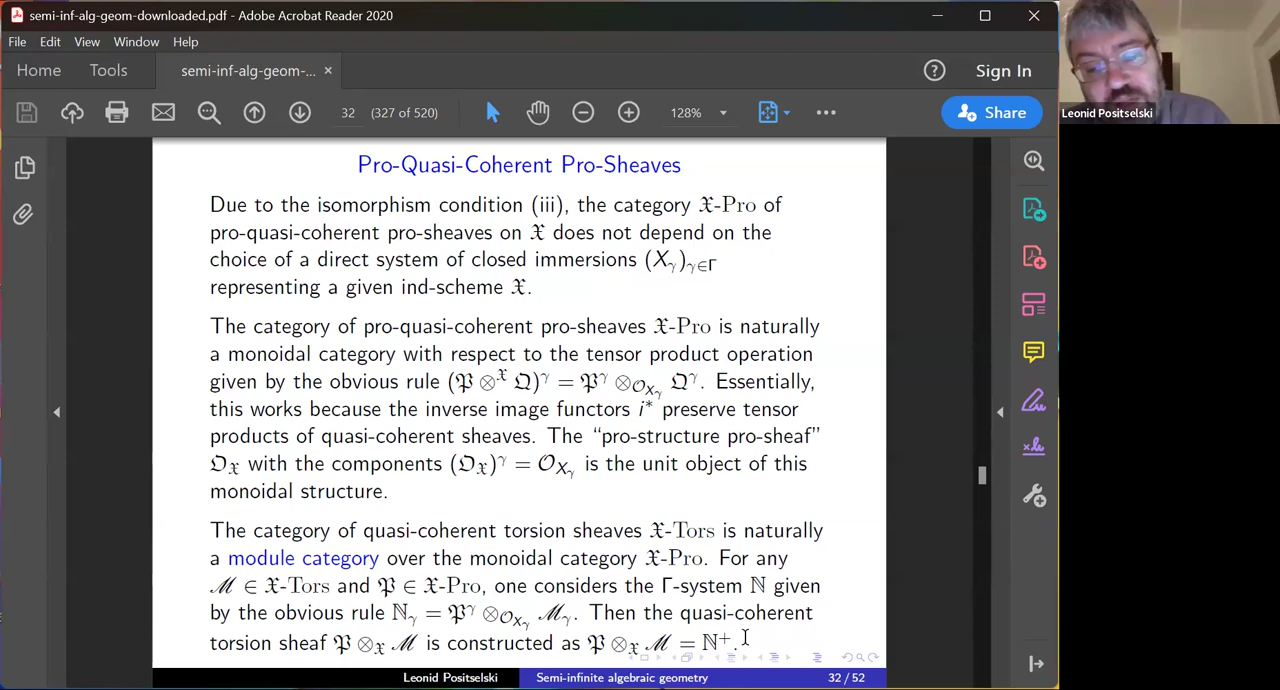 semi-inf-alg-geom-downloaded.pdf - Adobe Acrobat Reader 2020
File Edit View Window Help
Home Tools semi-inf-alg-geom-... × Sign In
32 (327 of 520) 128% Share
Leonid Positselski
Pro-Quasi-Coherent Pro-Sheaves
Due to the isomorphism condition (iii), the category 𝔛-Pro of
pro-quasi-coherent pro-sheaves on 𝔛 does not depend on the
choice of a direct system of closed immersions (X_γ)_{γ∈Γ}
representing a given ind-scheme 𝔛.
The category of pro-quasi-coherent pro-sheaves 𝔛-Pro is naturally
a monoidal category with respect to the tensor product operation
given by the obvious rule (𝔓 ⊗^𝔛 𝔔)^γ = 𝔓^γ ⊗_{𝒪_{X_γ}} 𝔔^γ. Essentially,
this works because the inverse image functors i* preserve tensor
products of quasi-coherent sheaves. The “pro-structure pro-sheaf”
𝔒_𝔛 with the components (𝔒_𝔛)^γ = 𝒪_{X_γ} is the unit object of this
monoidal structure.
The category of quasi-coherent torsion sheaves 𝔛-Tors is naturally
a module category over the monoidal category 𝔛-Pro. For any
ℳ ∈ 𝔛-Tors and 𝔓 ∈ 𝔛-Pro, one considers the Γ-system ℕ given
by the obvious rule ℕ_γ = 𝔓^γ ⊗_{𝒪_{X_γ}} ℳ_γ. Then the quasi-coherent
torsion sheaf 𝔓 ⊗_𝔛 ℳ is constructed as 𝔓 ⊗_𝔛 ℳ = ℕ⁺.
Leonid Positselski Semi-infinite algebraic geometry 32 / 52